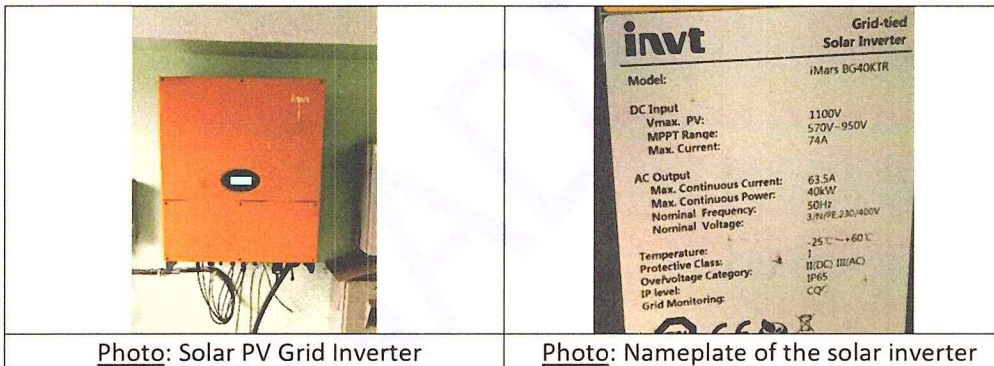 invt
invt
Grid-tied
Solar Inverter
Model: iMars BG40KTR
DC Input
Vmax. PV: 1100V
MPPT Range: 570V~950V
Max. Current: 74A
AC Output
Max. Continuous Current: 63.5A
Max. Continuous Power: 40kW
Nominal Frequency: 50Hz
Nominal Voltage: 3/N/PE,230/400V
Temperature: -25℃~+60℃
Protective Class: I
Overvoltage Category: II(DC) III(AC)
IP level: IP65
Grid Monitoring: CQC
CE
Photo: Solar PV Grid Inverter
Photo: Nameplate of the solar inverter